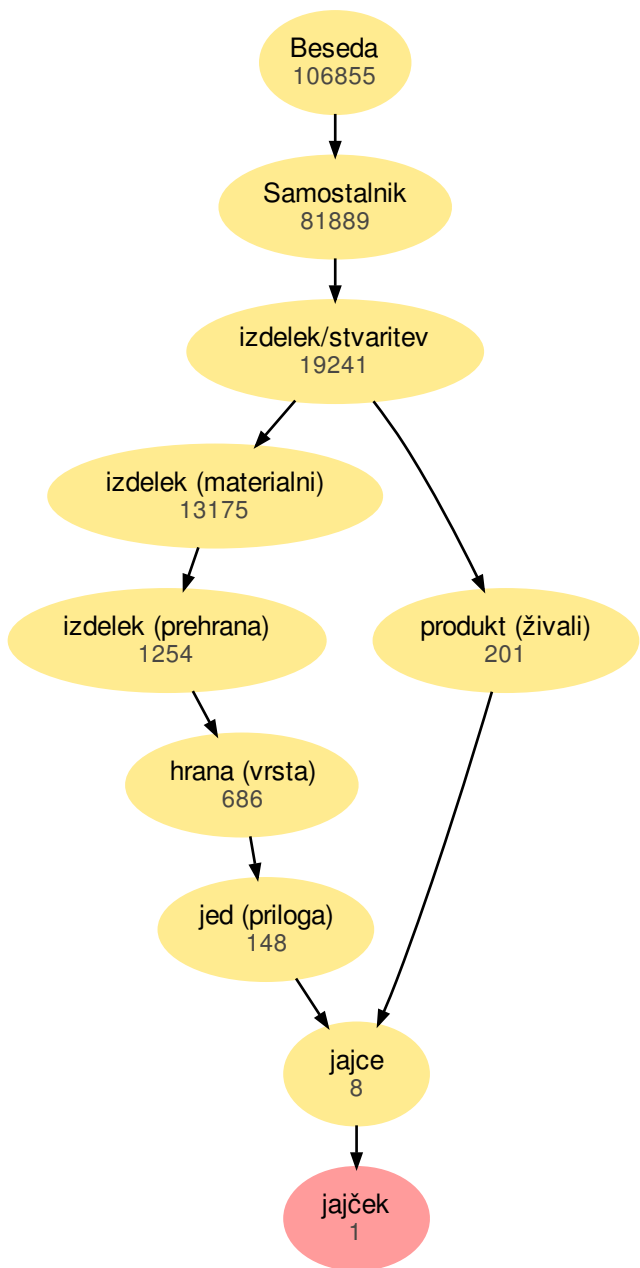 Beseda
106855
Samostalnik
81889
izdelek/stvaritev
19241
izdelek (materialni)
13175
izdelek (prehrana)
1254
produkt (živali)
201
hrana (vrsta)
686
jed (priloga)
148
jajce
8
jajček
1